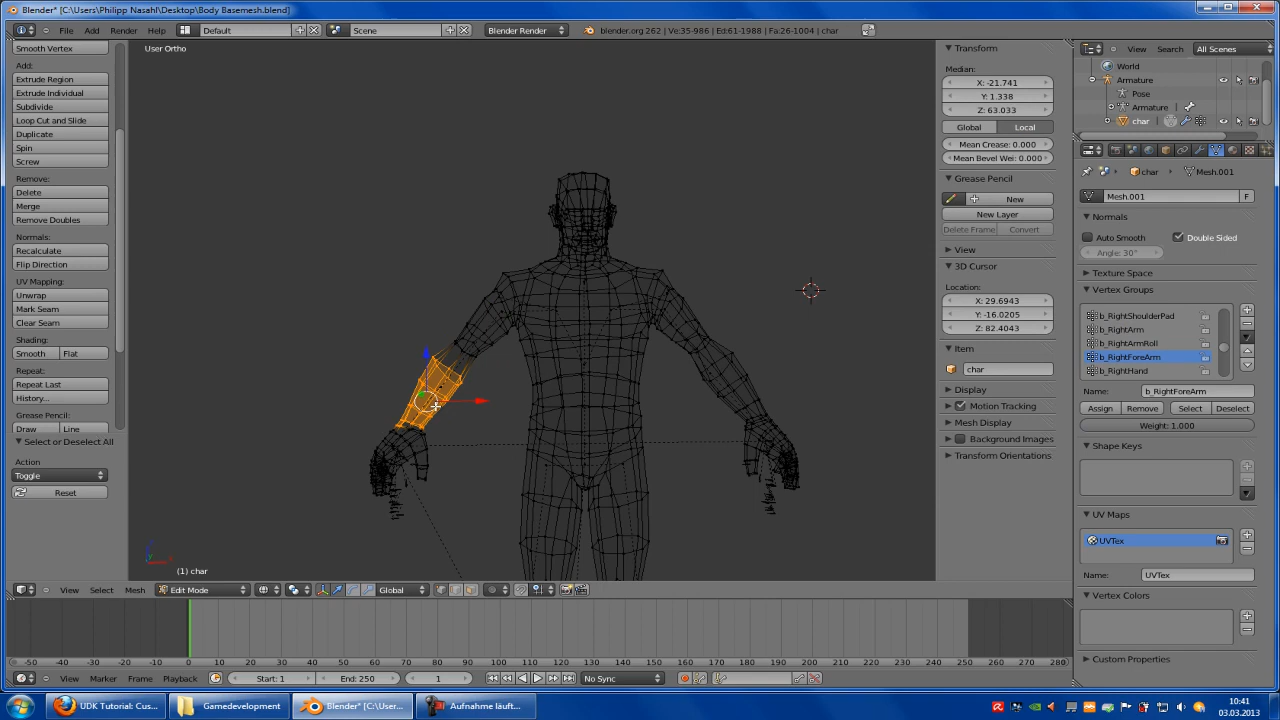 Blender* [C:\Users\Philipp Nasahl\Desktop\Body Basemesh.blend]
File Add Render Help Default Scene Blender Render blender.org 262 | Ve:35-986 | Ed:61-1988 | Fa:26-1004 | char
View Search All Scenes
World
Armature
Pose
Armature
char
Smooth Vertex
Add:
Extrude Region
Extrude Individual
Subdivide
Loop Cut and Slide
Duplicate
Spin
Screw
Remove:
Delete
Merge
Remove Doubles
Normals:
Recalculate
Flip Direction
UV Mapping:
Unwrap
Mark Seam
Clear Seam
Shading:
Smooth Flat
Repeat:
Repeat Last
History...
Grease Pencil:
Draw Line
Select or Deselect All
Action
Toggle
Reset
User Ortho
(1) char
Transform
Median:
X: -21.741
Y: 1.338
Z: 63.033
Global Local
Mean Crease: 0.000
Mean Bevel Wei: 0.000
Grease Pencil
New
New Layer
Delete Frame Convert
View
3D Cursor
Location:
X: 29.6943
Y: -16.0205
Z: 82.4043
Item
char
Display
Motion Tracking
Mesh Display
Background Images
Transform Orientations
char Mesh.001
Mesh.001 F
Normals
Auto Smooth Double Sided
Angle: 30°
Texture Space
Vertex Groups
b_RightShoulderPad
b_RightArm
b_RightArmRoll
b_RightForeArm
b_RightHand
Name: b_RightForeArm
Assign Remove Select Deselect
Weight: 1.000
Shape Keys
UV Maps
UVTex
Name: UVTex
Vertex Colors
Custom Properties
View Select Mesh Edit Mode Global
-50 -40 -30 -20 -10 0 10 20 30 40 50 60 70 80 90 100 110 120 130 140 150 160 170 180 190 200 210 220 230 240 250 260 270 280
View Marker Frame Playback Start: 1 End: 250 1 No Sync
UDK Tutorial: Cus... Gamedevelopment Blender* [C:\User... Aufnahme läuft...
10:41
03.03.2013